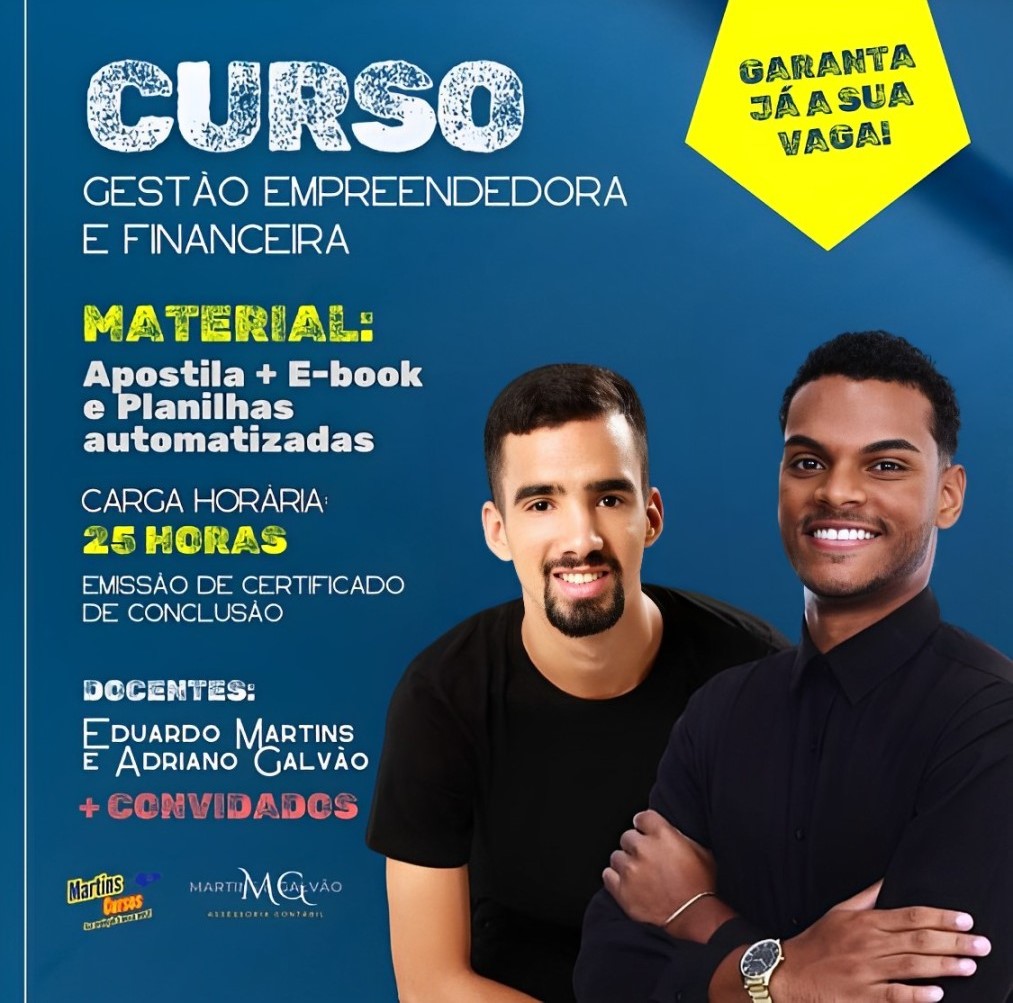 CURSO
GESTÃO EMPREENDEDORA
E FINANCEIRA
GARANTA
JÁ A SUA
VAGA!
MATERIAL:
Apostila + E-book
e Planilhas
automatizadas
CARGA HORÁRIA:
25 HORAS
EMISSÃO DE CERTIFICADO
DE CONCLUSÃO
DOCENTES:
EDUARDO MARTINS
E ADRIANO GALVÃO
+ CONVIDADOS
Martins
Cursos
MG
GALVÃO
ASSESSORIA CONTÁBIL